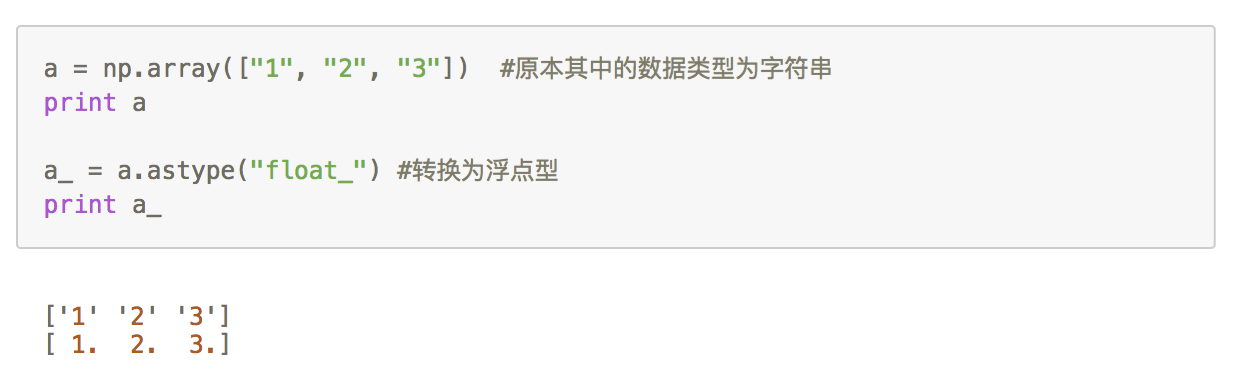 a = np.array(["1", "2", "3"])  #原本其中的数据类型为字符串
print a
a_ = a.astype("float_") #转换为浮点型
print a_
['1' '2' '3']
[ 1.  2.  3.]